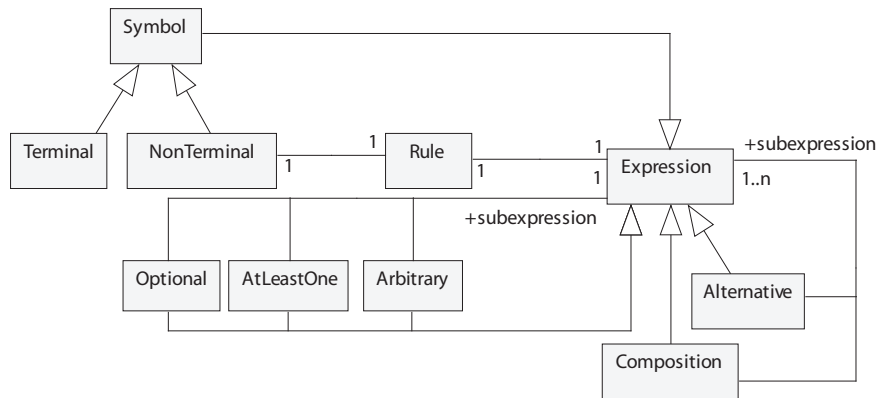 Symbol
Terminal
NonTerminal
1
1
Rule
1
1
Expression
+subexpression
1
1..n
+subexpression
Optional
AtLeastOne
Arbitrary
Alternative
Composition